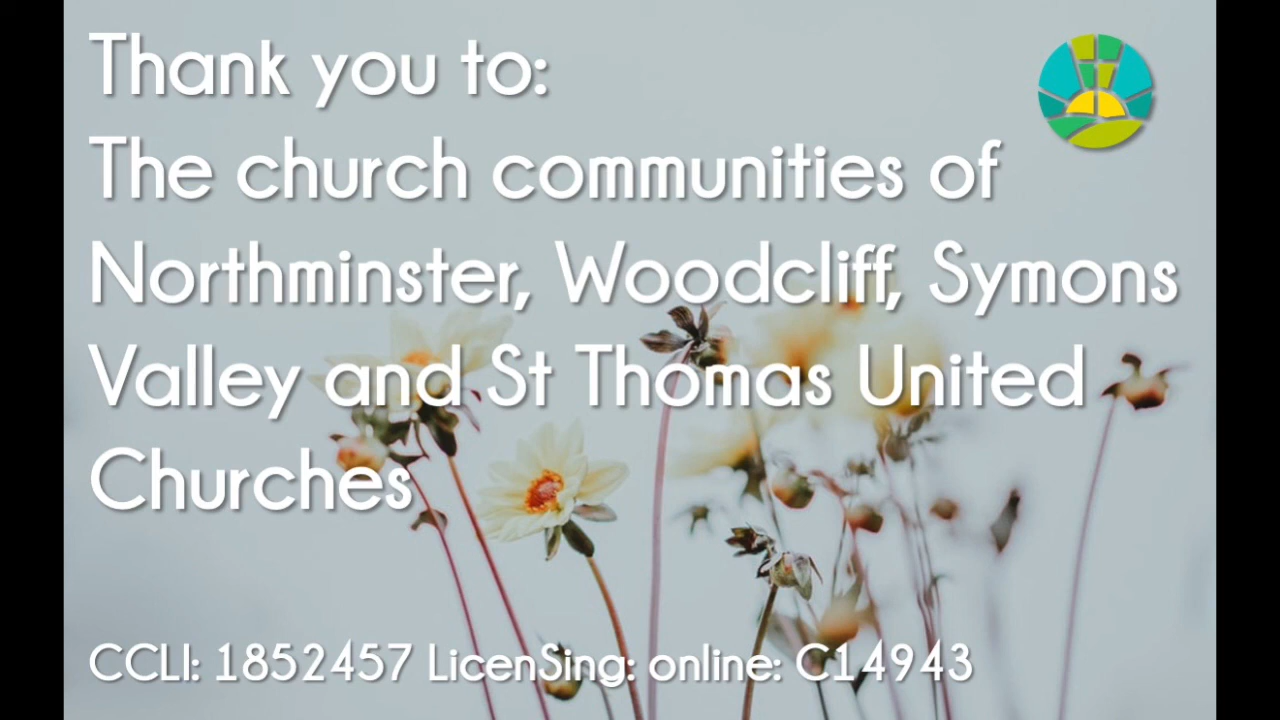 Thank you to:
The church communities of
Northminster, Woodcliff, Symons
Valley and St Thomas United
Churches
CCLI: 1852457 LicenSing: online: C14943